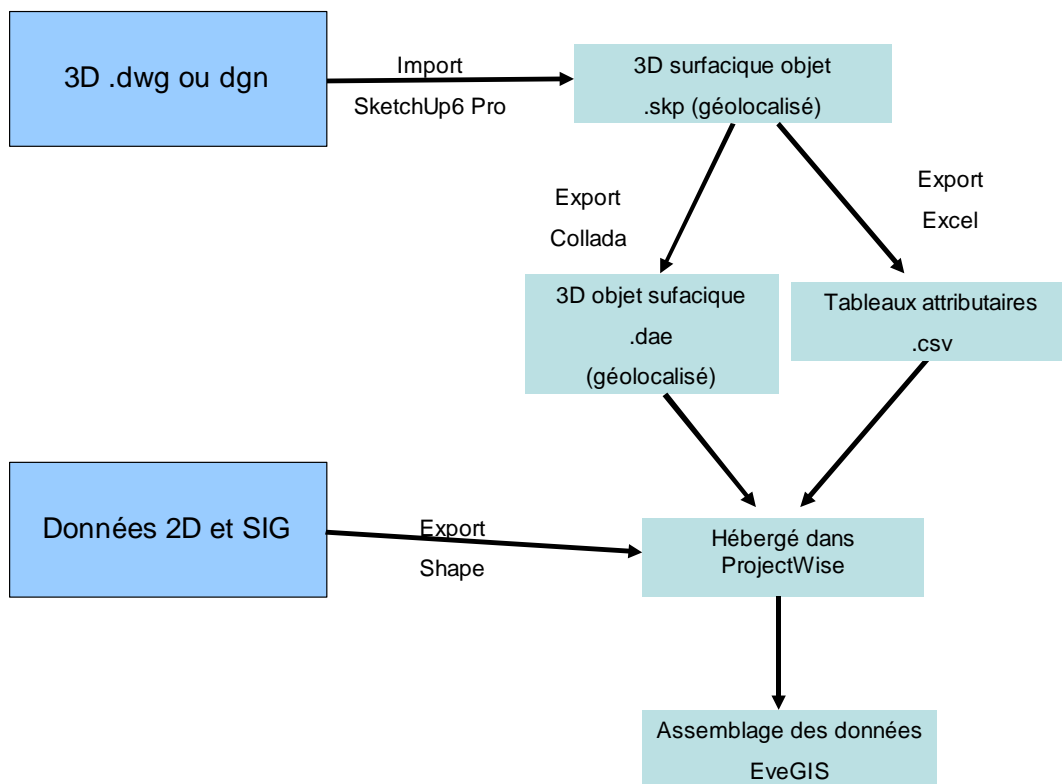 3D .dwg ou dgn
Import
SketchUp6 Pro
3D surfacique objet
.skp (géolocalisé)
Export
Collada
Export
Excel
3D objet sufacique
.dae
(géolocalisé)
Tableaux attributaires
.csv
Données 2D et SIG
Export
Shape
Hébergé dans
ProjectWise
Assemblage des données
EveGIS